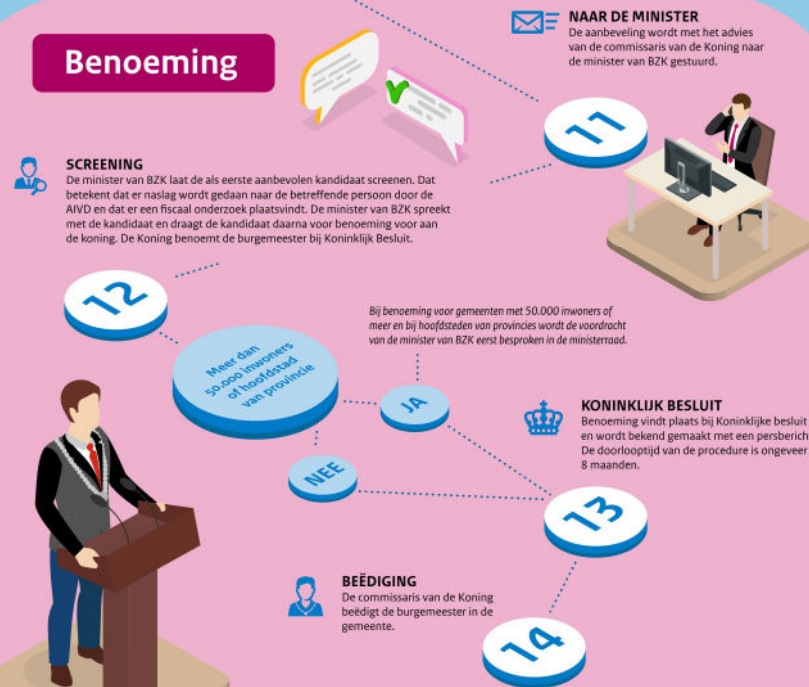 Benoeming
NAAR DE MINISTER
De aanbeveling wordt met het advies
van de commissaris van de Koning naar
de minister van BZK gestuurd.
11
SCREENING
De minister van BZK laat de als eerste aanbevolen kandidaat screenen. Dat
betekent dat er naslag wordt gedaan naar de betreffende persoon door de
AIVD en dat er een fiscaal onderzoek plaatsvindt. De minister van BZK spreekt
met de kandidaat en draagt de kandidaat daarna voor benoeming voor aan
de koning. De Koning benoemt de burgemeester bij Koninklijk Besluit.
12
Meer dan
50.000 inwoners
of hoofdstad
van provincie
Bij benoeming voor gemeenten met 50.000 inwoners of
meer en bij hoofdsteden van provincies wordt de voordracht
van de minister van BZK eerst besproken in de ministerraad.
JA
NEE
KONINKLIJK BESLUIT
Benoeming vindt plaats bij Koninklijke besluit
en wordt bekend gemaakt met een persberich
De doorlooptijd van de procedure is ongeveer
8 maanden.
13
BEËDIGING
De commissaris van de Koning
beëdigt de burgemeester in de
gemeente.
14